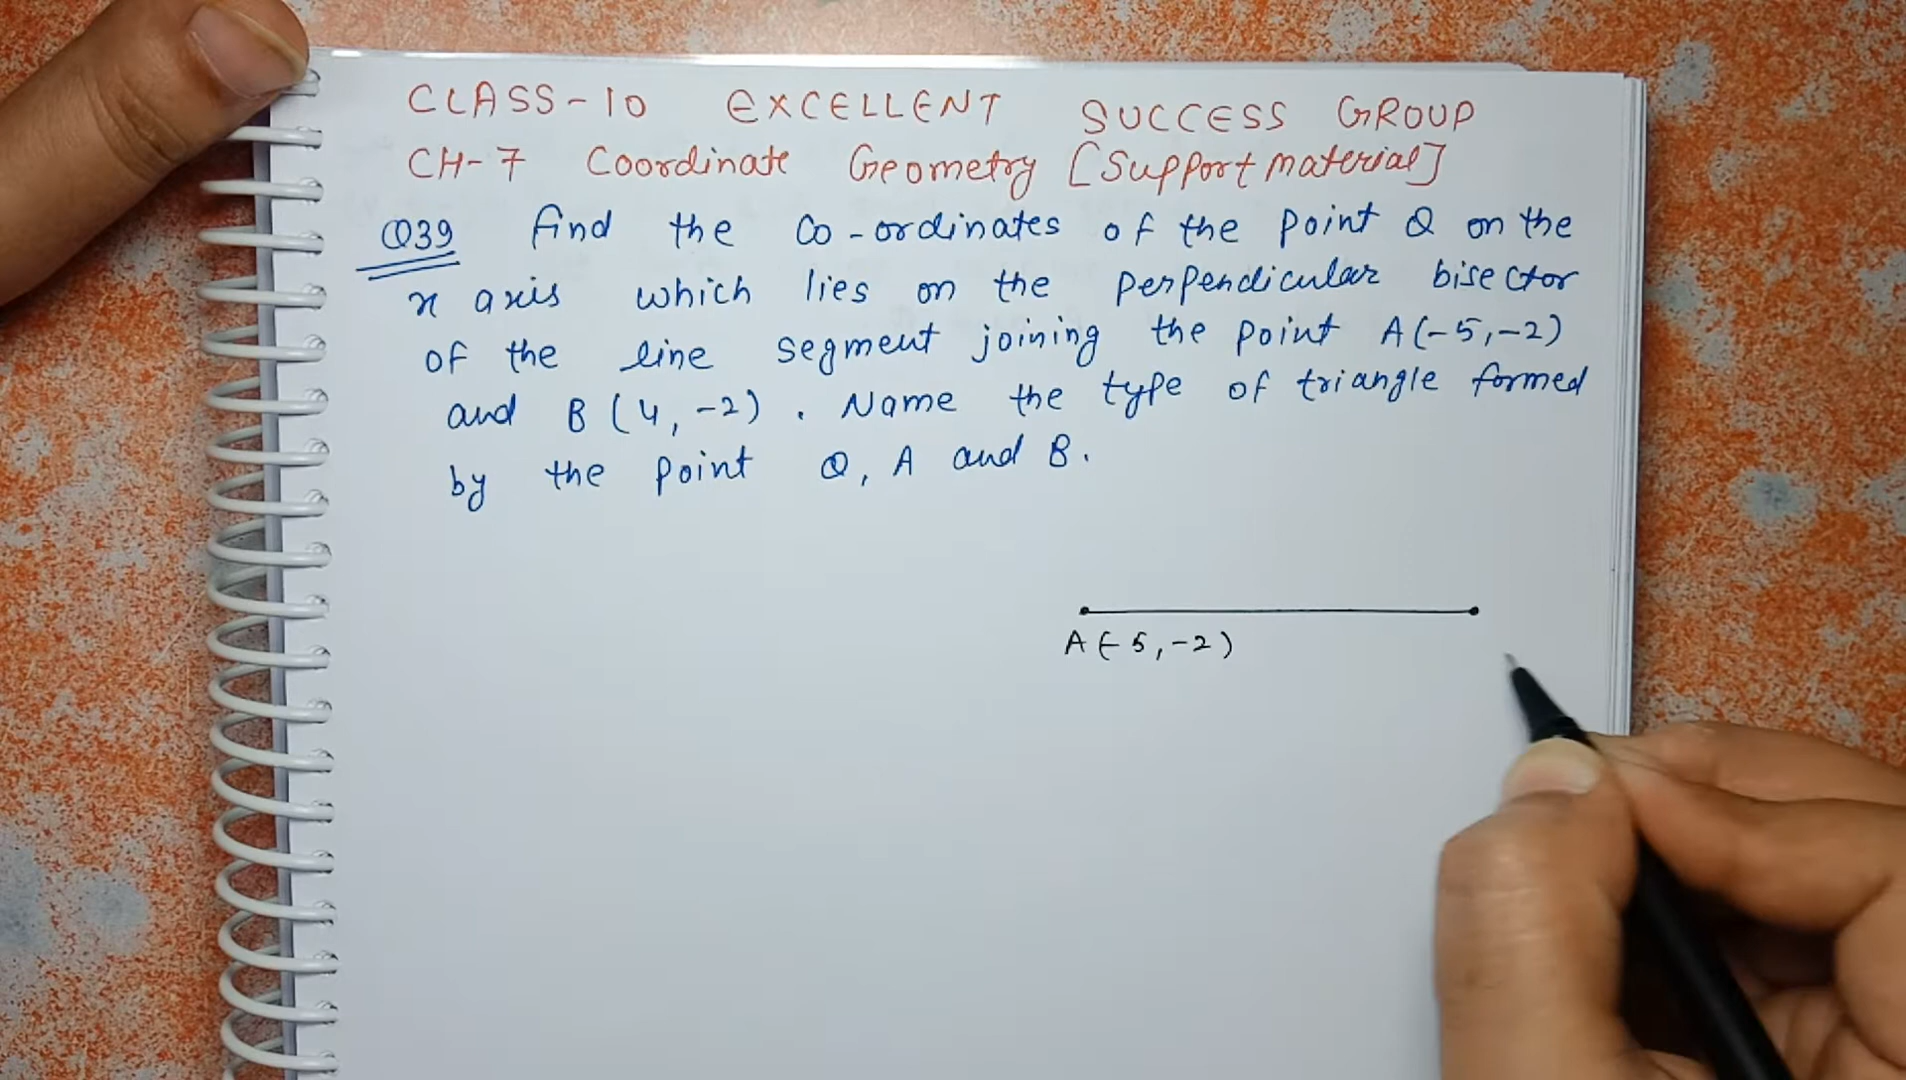 CLASS-10 EXCELLENT SUCCESS GROUP
CH-7 Coordinate Geometry [Support material]
Q39 find the Co-ordinates of the point Q on the
x axis which lies on the perpendicular bisector
of the line segment joining the point A(-5,-2)
and B(4,-2). Name the type of triangle formed
by the point Q, A and B.
A(-5,-2)